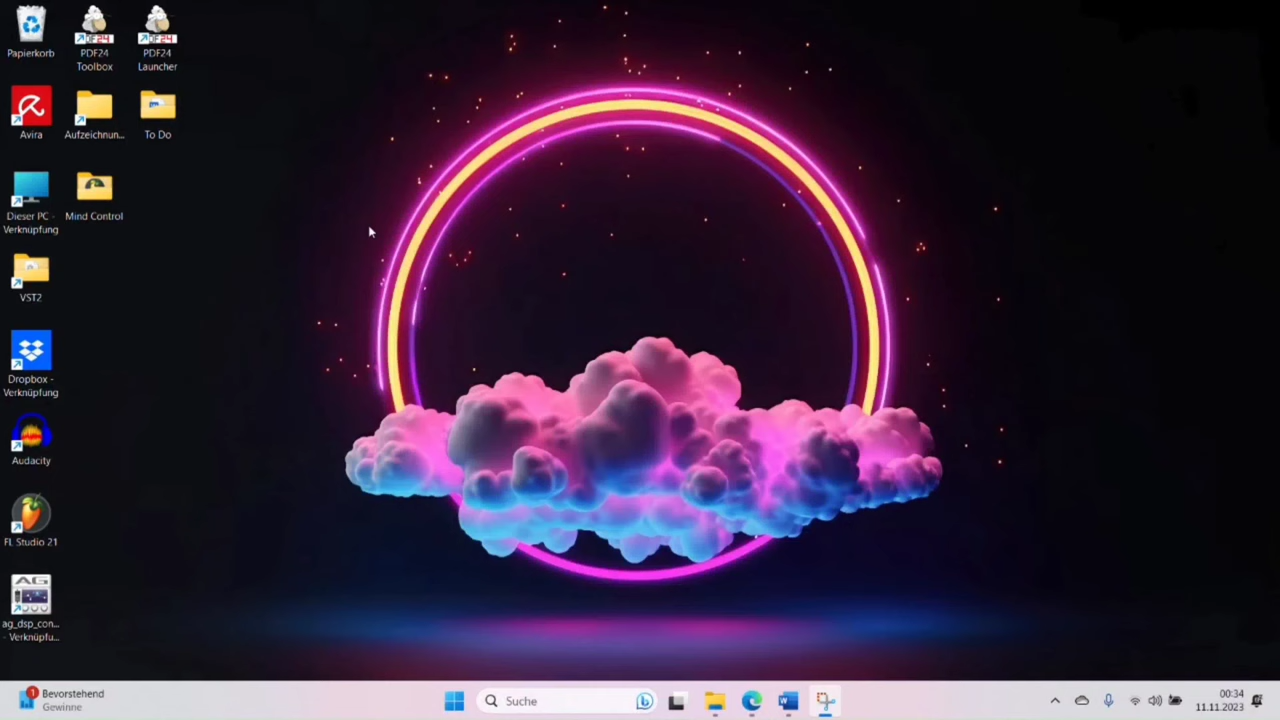 Papierkorb
PDF24
Toolbox
PDF24
Launcher
Avira
Aufzeichnun...
To Do
Dieser PC -
Verknüpfung
Mind Control
VST2
Dropbox -
Verknüpfung
Audacity
FL Studio 21
AG
ag_dsp_con...
- Verknüpfu...
1
Bevorstehend
Gewinne
Suche
W
00:34
11.11.2023